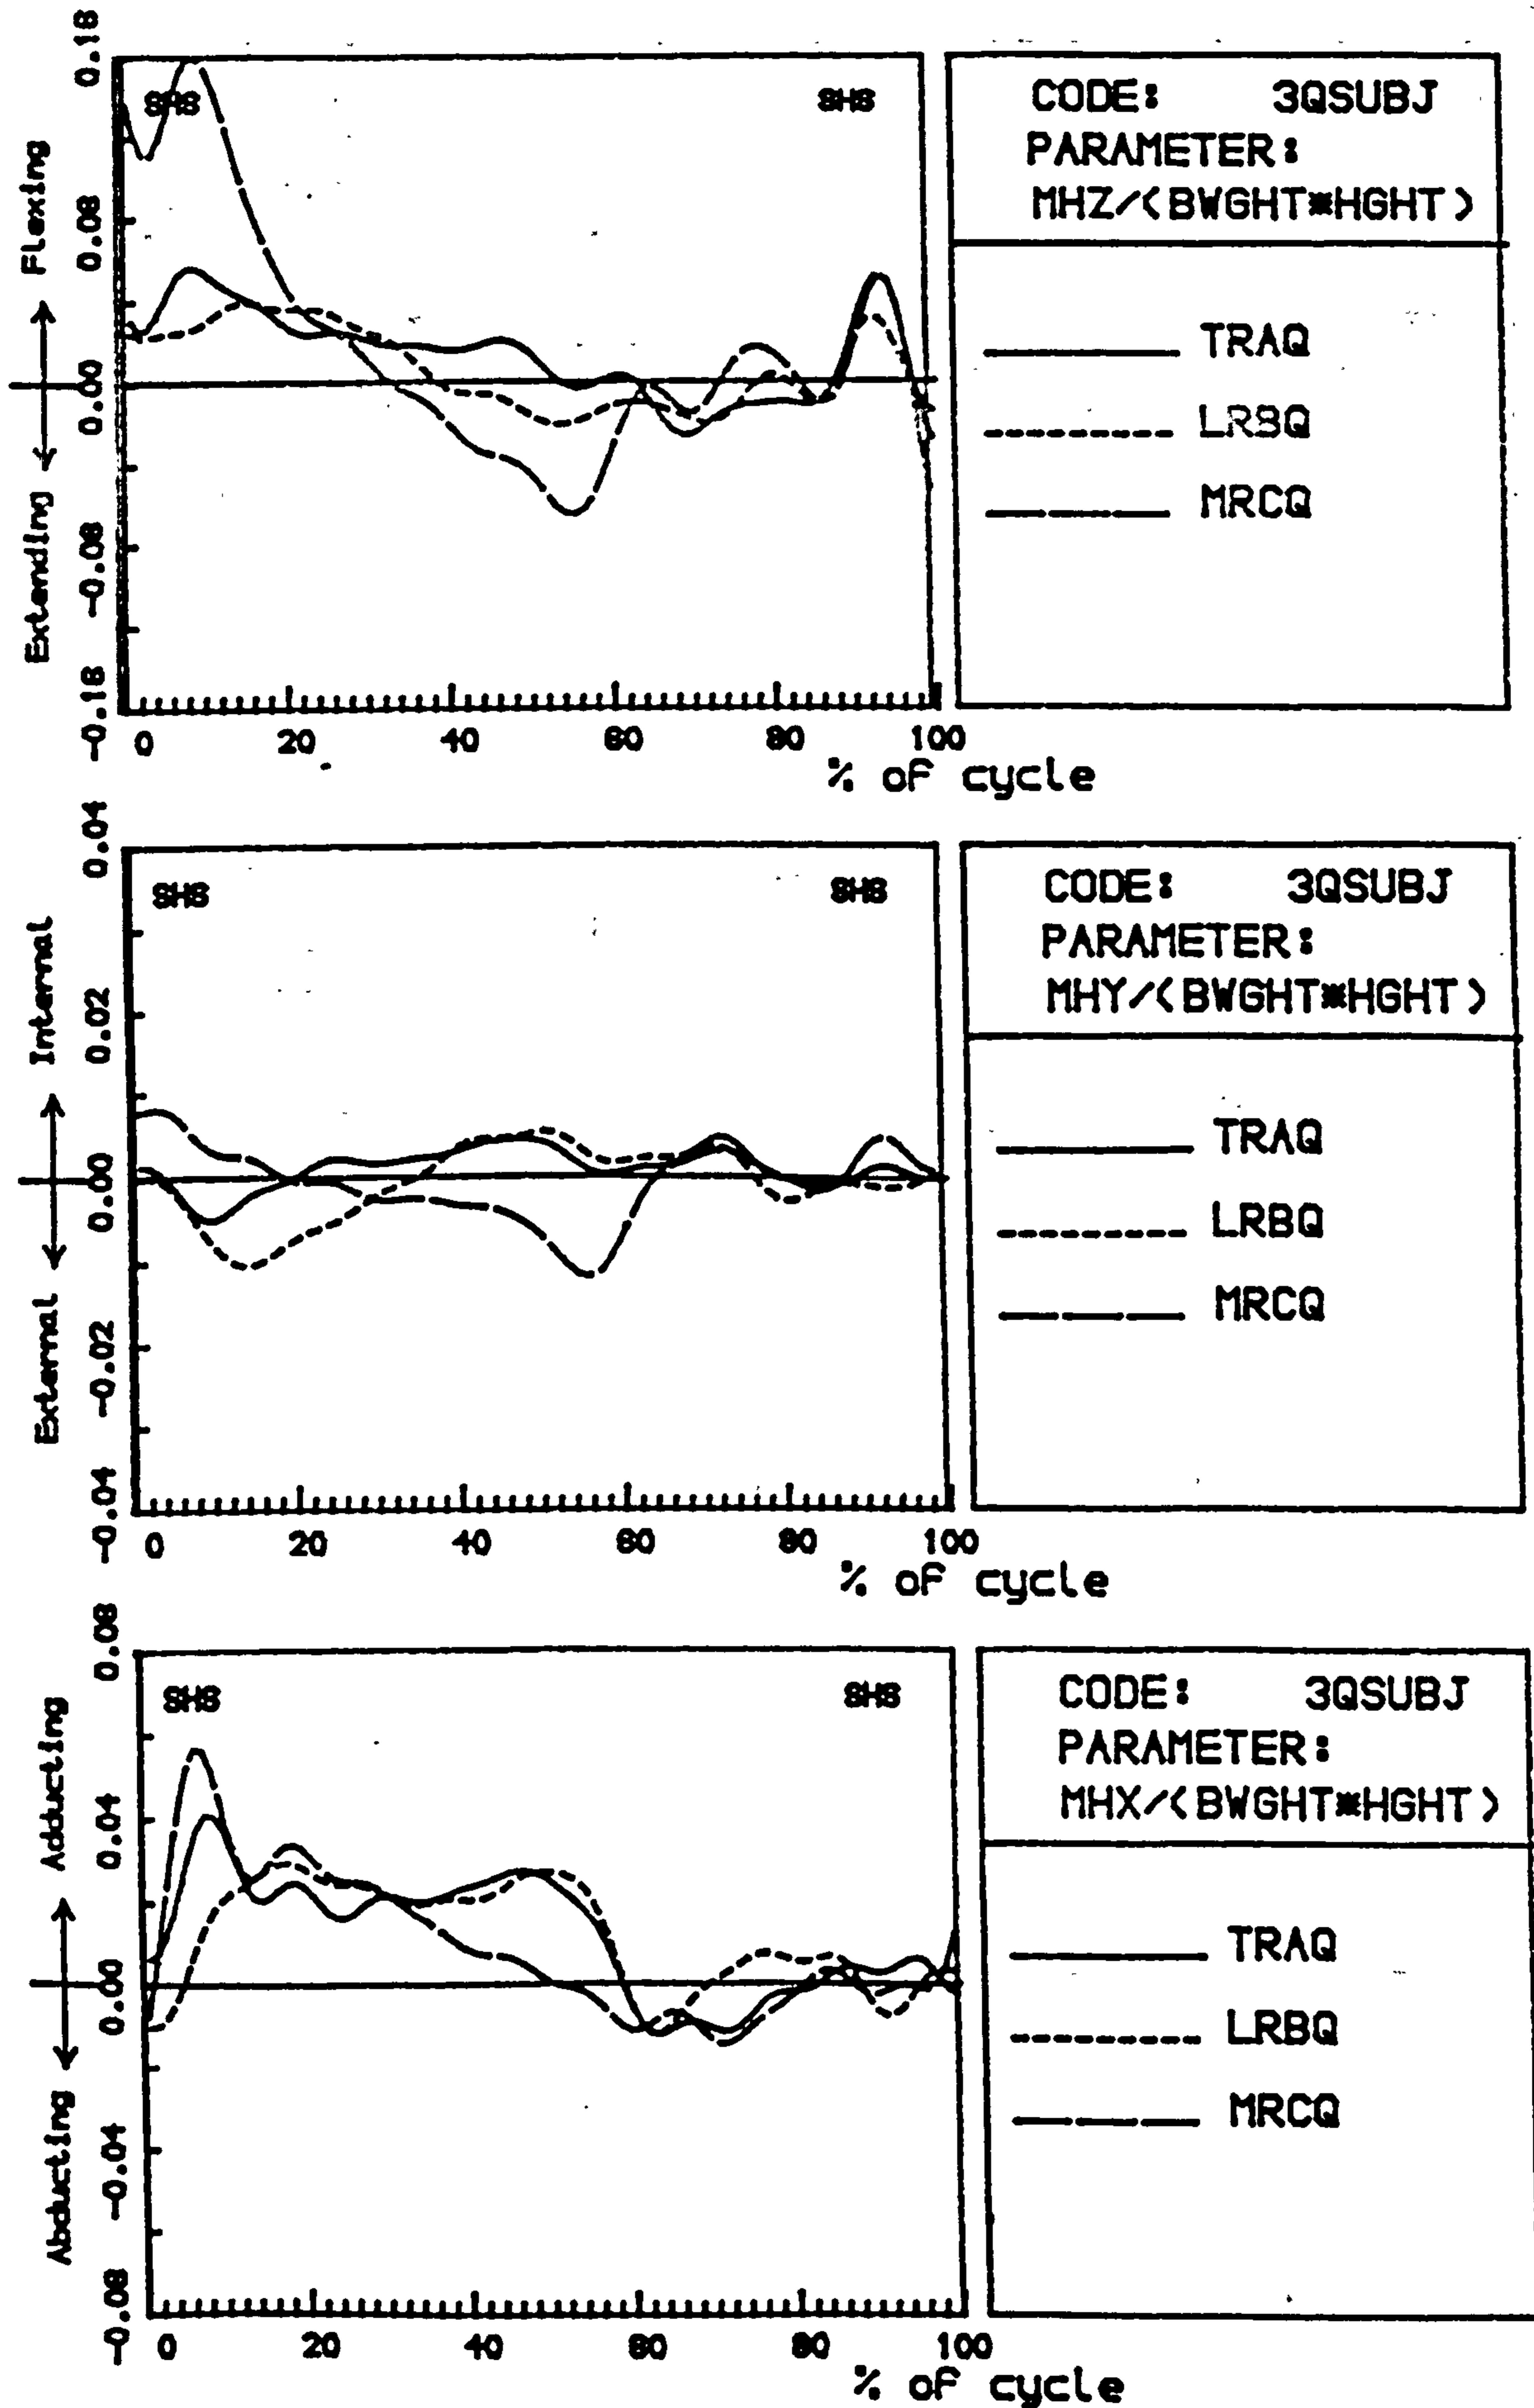 0.16
0.08
0.00
-0.08
-0.16
Extending ← → Flexing
SHS SHS
0 20 40 60 80 100
% of cycle
CODE: 3QSUBJ
PARAMETER:
MHZ/(BWGHT*HGHT)
TRAQ
LRBQ
MRCQ
0.04
0.02
0.00
-0.02
-0.04
External ← → Internal
SHS SHS
0 20 40 60 80 100
% of cycle
CODE: 3QSUBJ
PARAMETER:
MHY/(BWGHT*HGHT)
TRAQ
LRBQ
MRCQ
0.08
0.04
0.00
-0.04
-0.08
Abducting ← → Adducting
SHS SHS
0 20 40 60 80 100
% of cycle
CODE: 3QSUBJ
PARAMETER:
MHX/(BWGHT*HGHT)
TRAQ
LRBQ
MRCQ